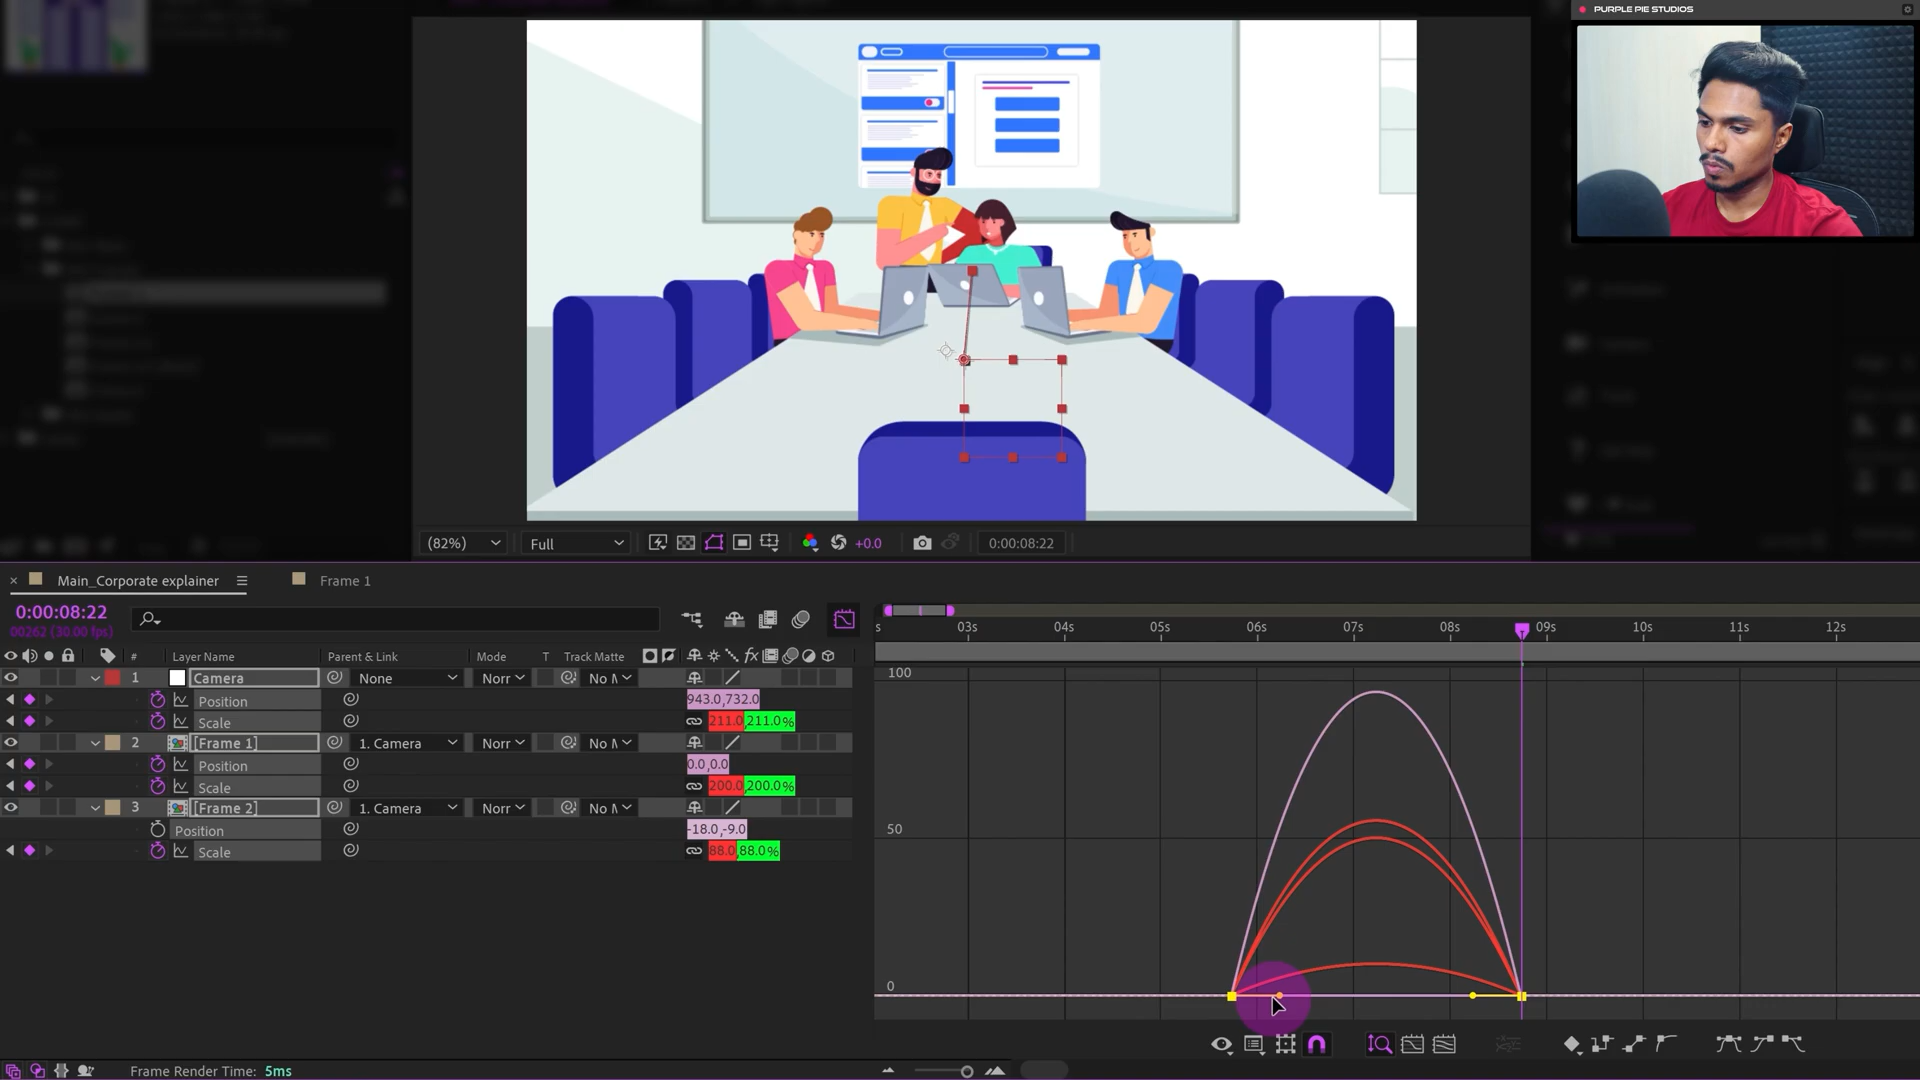 PURPLE PIE STUDIOS
(82%) Full +0.0 0:00:08:22
Main_Corporate explainer Frame 1
0:00:08:22
00262 (30.00 fps)
# Layer Name Parent & Link Mode T Track Matte fx
03s 04s 05s 06s 07s 08s 09s 10s 11s 12s
1 Camera None Norr No M
Position 943.0,732.0
Scale 211.0,211.0%
2 [Frame 1] 1. Camera Norr No M
Position 0.0,0.0
Scale 200.0,200.0%
3 [Frame 2] 1. Camera Norr No M
Position -18.0,-9.0
Scale 88.0,88.0%
100
50
0
Frame Render Time: 5ms